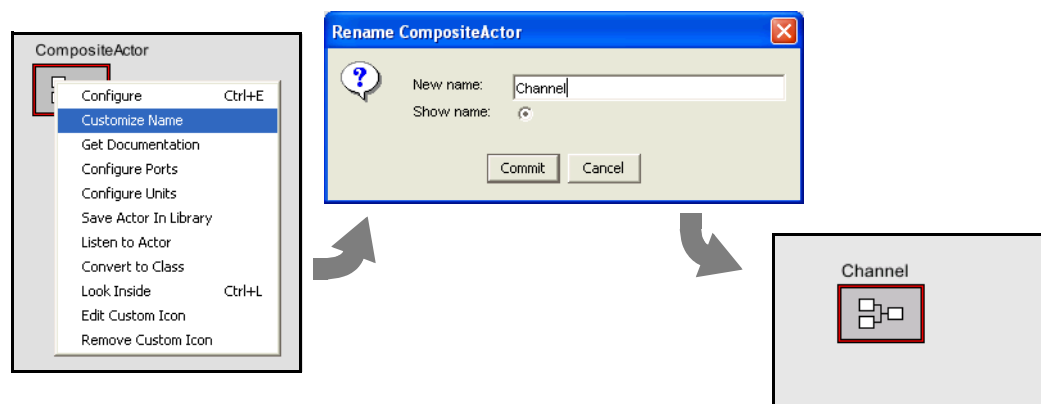 CompositeActor
Configure Ctrl+E
Customize Name
Get Documentation
Configure Ports
Configure Units
Save Actor In Library
Listen to Actor
Convert to Class
Look Inside Ctrl+L
Edit Custom Icon
Remove Custom Icon
Rename CompositeActor
New name: Channel
Show name:
Commit Cancel
Channel